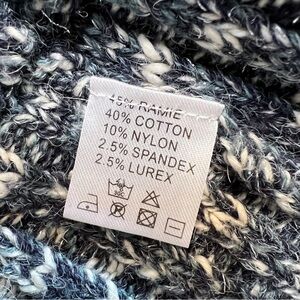 45% RAMIE
40% COTTON
10% NYLON
2.5% SPANDEX
2.5% LUREX